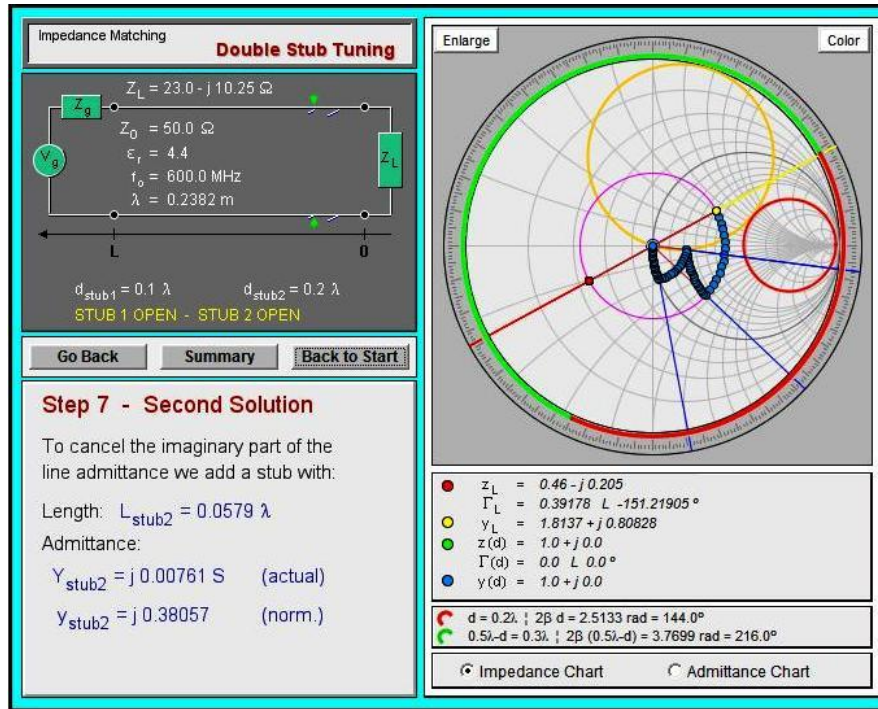 Impedance Matching
Double Stub Tuning
Z_L = 23.0 - j 10.25 Ω
Z_g
Z_0 = 50.0 Ω
V_g
ε_r = 4.4
Z_L
f_o = 600.0 MHz
λ = 0.2382 m
L
0
d_stub1 = 0.1 λ d_stub2 = 0.2 λ
STUB 1 OPEN - STUB 2 OPEN
Go Back Summary Back to Start
Step 7 - Second Solution
To cancel the imaginary part of the
line admittance we add a stub with:
Length: L_stub2 = 0.0579 λ
Admittance:
Y_stub2 = j 0.00761 S (actual)
y_stub2 = j 0.38057 (norm.)
Enlarge
Color
z_L = 0.46 - j 0.205
Γ_L = 0.39178 L -151.21905 º
y_L = 1.8137 + j 0.80828
z(d) = 1.0 + j 0.0
Γ(d) = 0.0 L 0.0 º
y(d) = 1.0 + j 0.0
d = 0.2λ ¦ 2β d = 2.5133 rad = 144.0º
0.5λ-d = 0.3λ ¦ 2β (0.5λ-d) = 3.7699 rad = 216.0º
Impedance Chart Admittance Chart